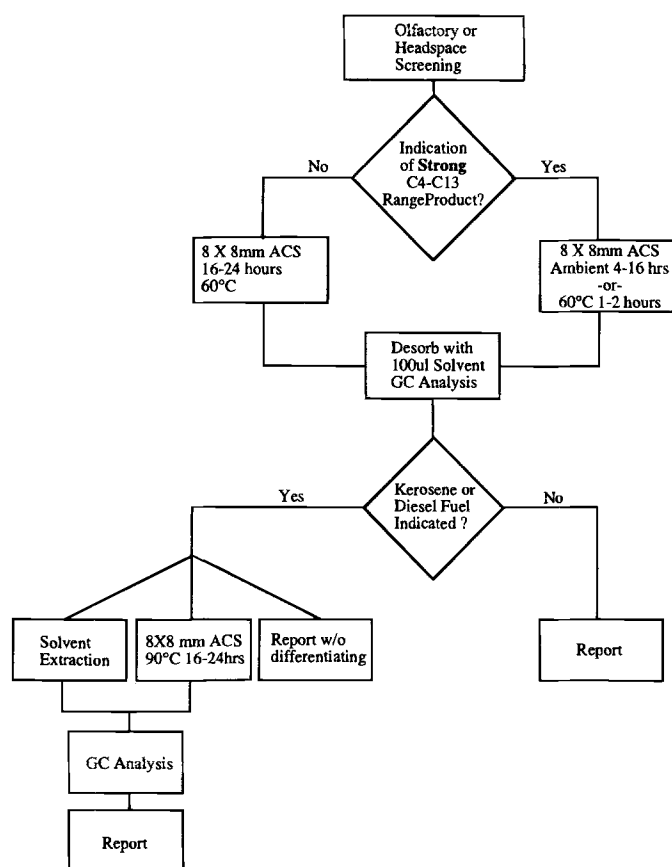 Olfactory or
Headspace
Screening
Indication
of Strong
C4-C13
RangeProduct?
No
Yes
8 X 8mm ACS
16-24 hours
60°C
8 X 8mm ACS
Ambient 4-16 hrs
-or-
60°C 1-2 hours
Desorb with
100ul Solvent
GC Analysis
Kerosene or
Diesel Fuel
Indicated ?
Yes
No
Solvent
Extraction
8X8 mm ACS
90°C 16-24hrs
Report w/o
differentiating
Report
GC Analysis
Report